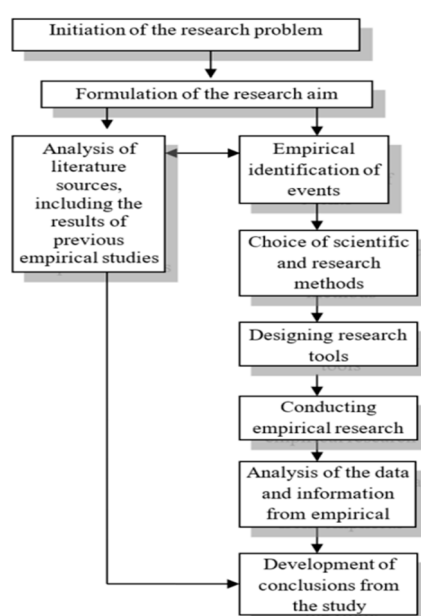 Initiation of the research problem
Formulation of the research aim
Analysis of
literature
sources,
including the
results of
previous
empirical studies
Empirical
identification of
events
Choice of scientific
and research
methods
Designing research
tools
Conducting
empirical research
Analysis of the data
and information
from empirical
Development of
conclusions from
the study